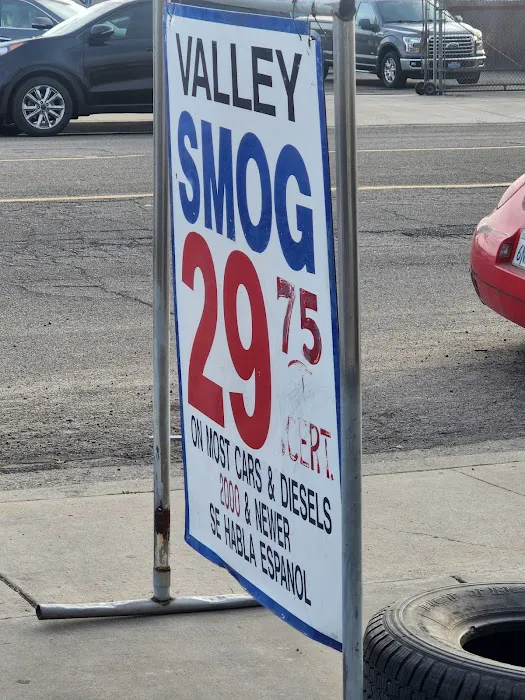 VALLEY
SMOG
29 75
CERT.
ON MOST CARS & DIESELS
2000 & NEWER
SE HABLA ESPANOL